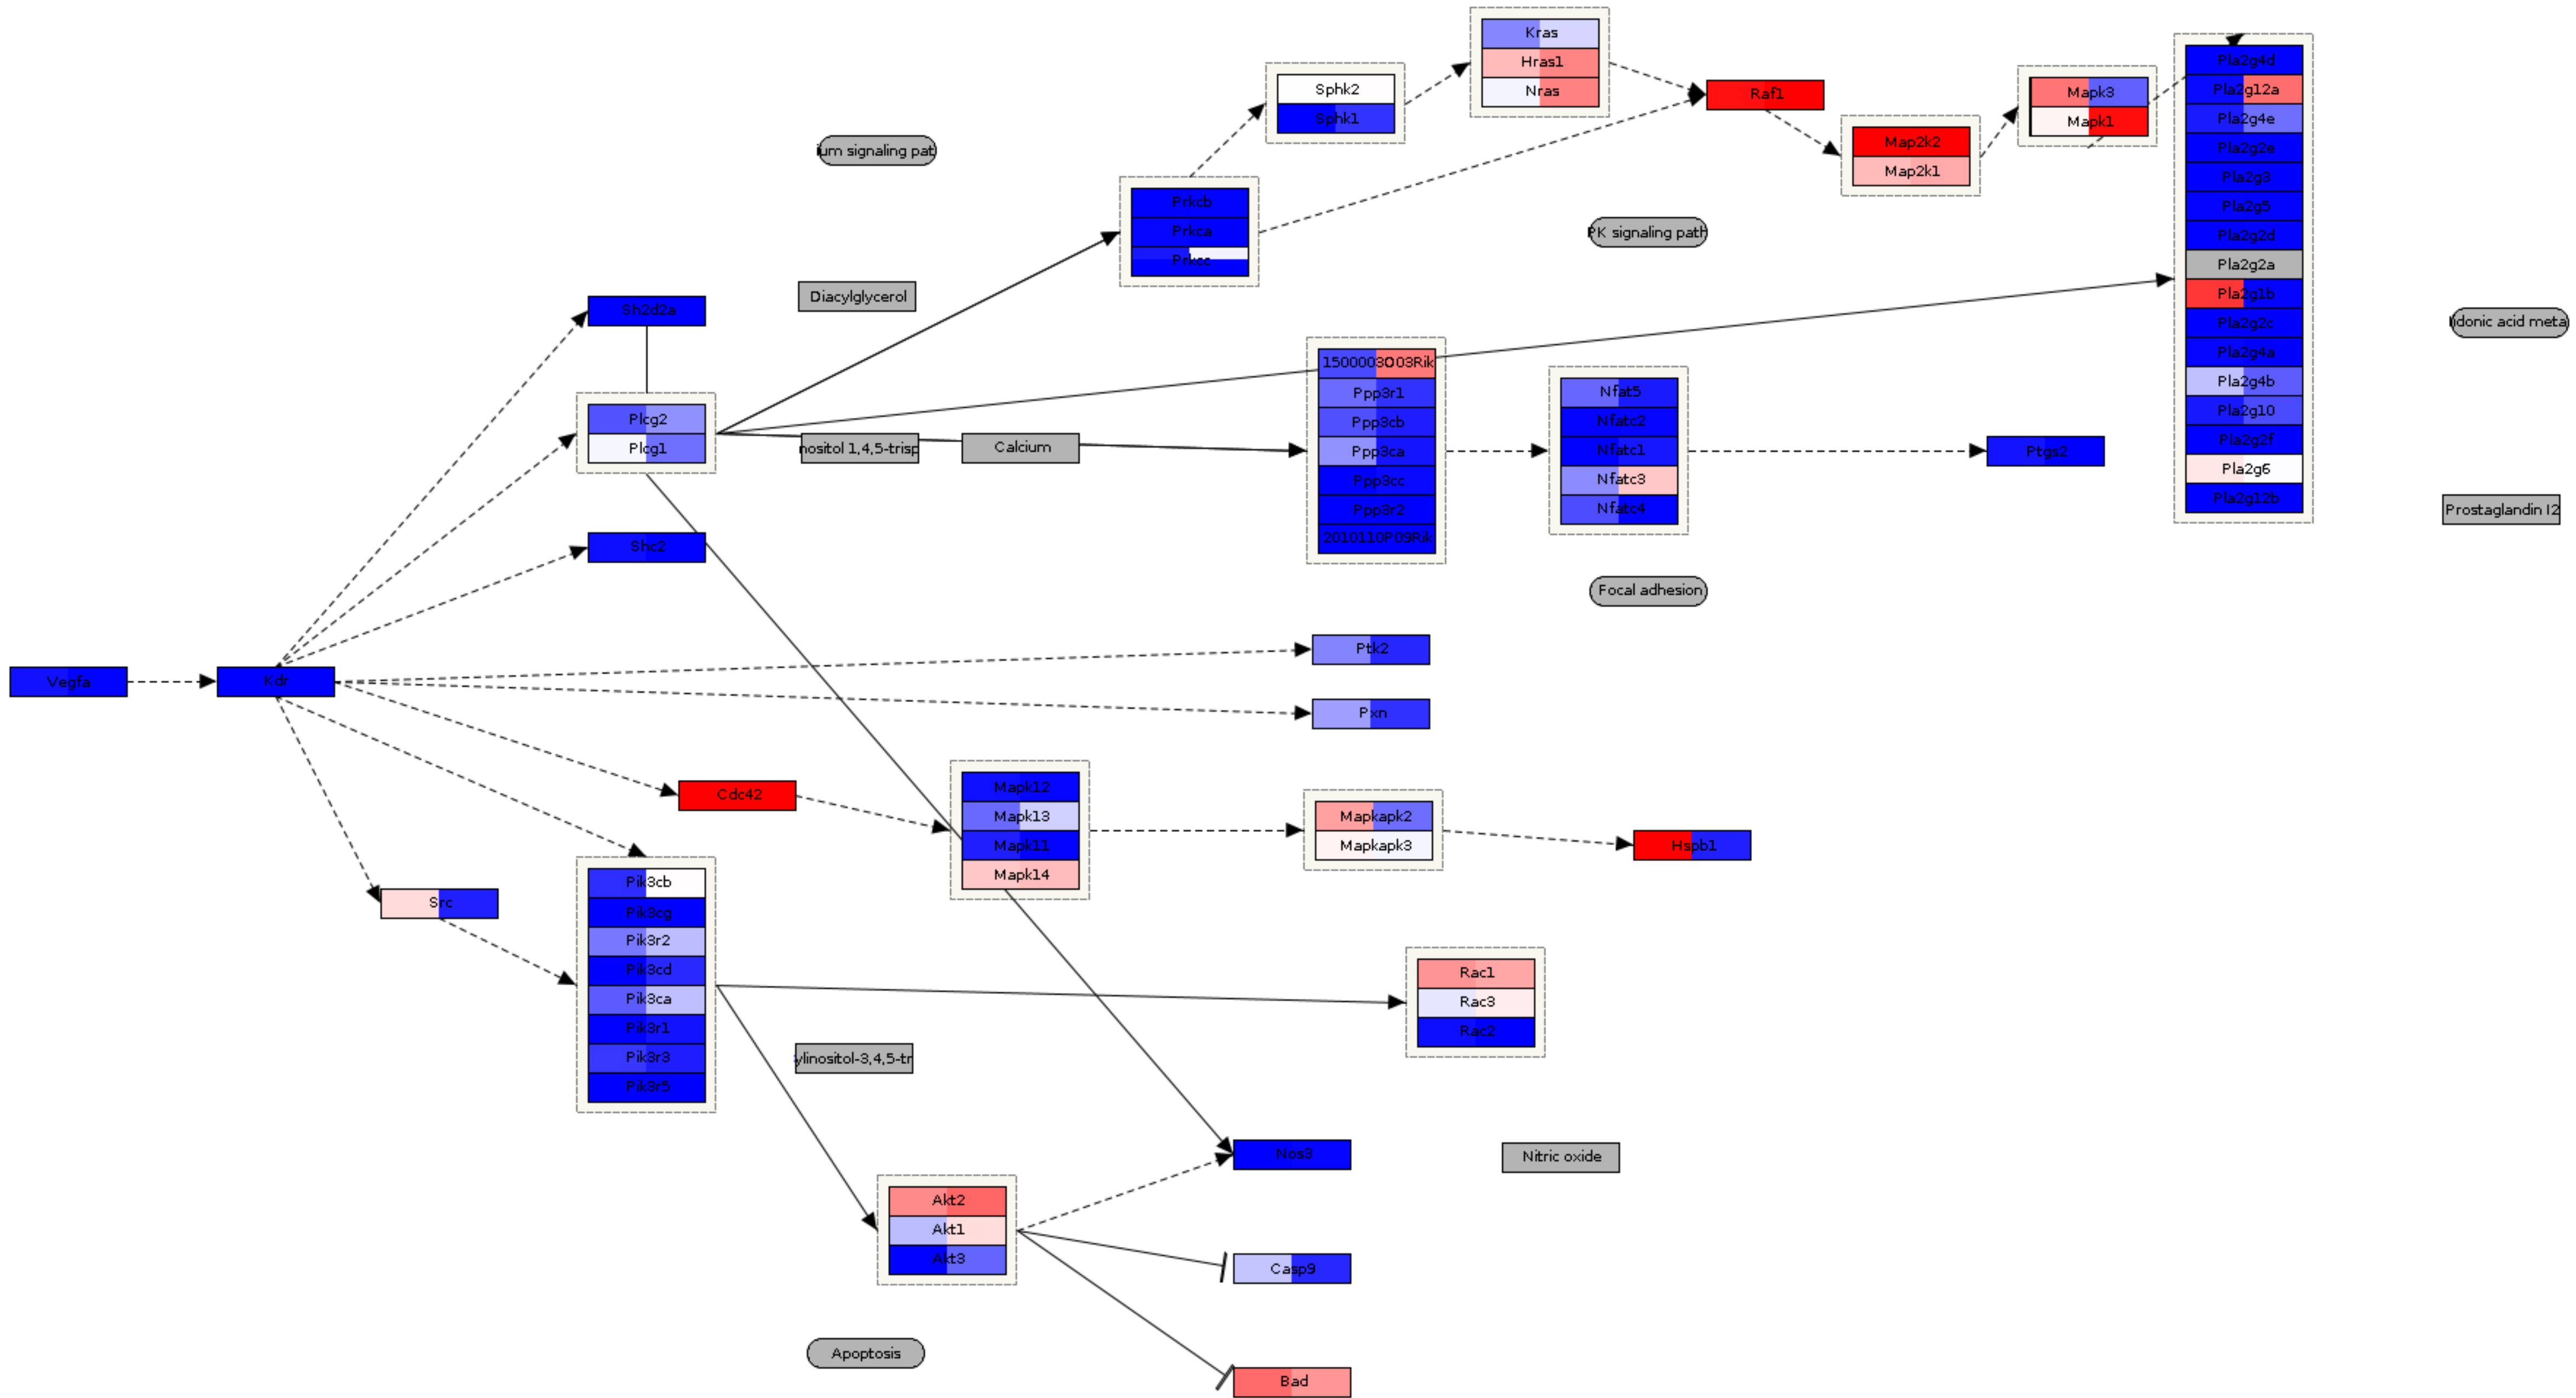 Kras
Hras1
Nras
Sphk2
Sphk1
Raf1
Map2k2
Map2k1
Mapk3
Mapk1
Pla2g4d
Pla2g12a
Pla2g4e
Pla2g2e
Pla2g3
Pla2g5
Pla2g2d
Pla2g2a
Pla2g1b
Pla2g2c
Pla2g4a
Pla2g4b
Pla2g10
Pla2g2f
Pla2g6
Pla2g12b
ium signaling pat
Prkcb
Prkca
Prkcc
PK signaling path
Diacylglycerol
Sh2d2a
idonic acid meta
Plcg2
Plcg1
nositol 1,4,5-trisp
Calcium
1500003O03Rik
Ppp3r1
Ppp3cb
Ppp3ca
Ppp3cc
Ppp3r2
2010110P09Rik
Nfat5
Nfatc2
Nfatc1
Nfatc3
Nfatc4
Ptgs2
Prostaglandin I2
Shc2
Focal adhesion
Ptk2
Vegfa
Kdr
Pxn
Cdc42
Mapk12
Mapk13
Mapk11
Mapk14
Mapkapk2
Mapkapk3
Hspb1
Src
Pik3cb
Pik3cg
Pik3r2
Pik3cd
Pik3ca
Pik3r1
Pik3r3
Pik3r5
Rac1
Rac3
Rac2
ylinositol-3,4,5-tr
Nos3
Nitric oxide
Akt2
Akt1
Akt3
Casp9
Apoptosis
Bad